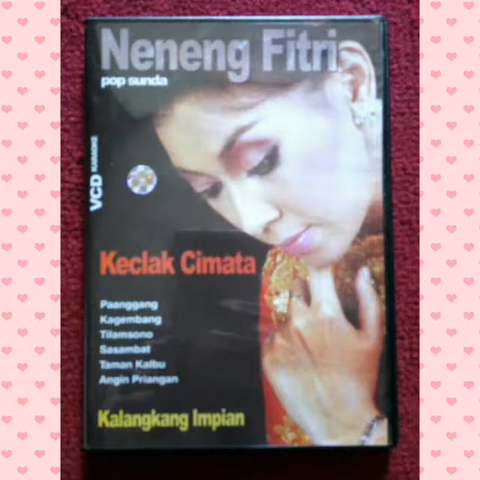 Neneng Fitri
pop sunda
VCD KARAOKE
Keclak Cimata
Paanggang
Kagembang
Tilamsono
Sasambat
Taman Kalbu
Angin Priangan
Kalangkang Impian